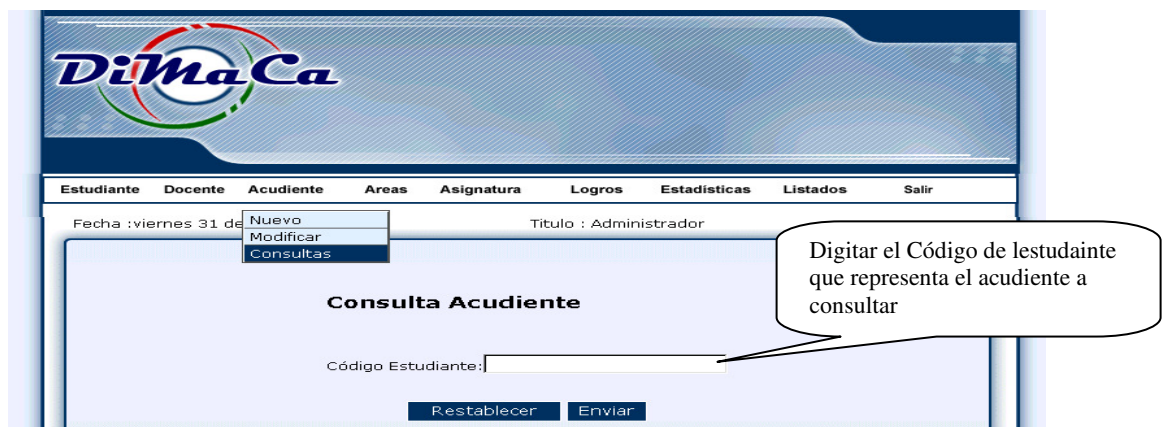 DiMaCa
Estudiante Docente Acudiente Areas Asignatura Logros Estadísticas Listados Salir
Fecha :viernes 31 de
Titulo : Administrador
Nuevo
Modificar
Consultas
Digitar el Código de lestudainte
que representa el acudiente a
consultar
Consulta Acudiente
Código Estudiante:
Restablecer Enviar